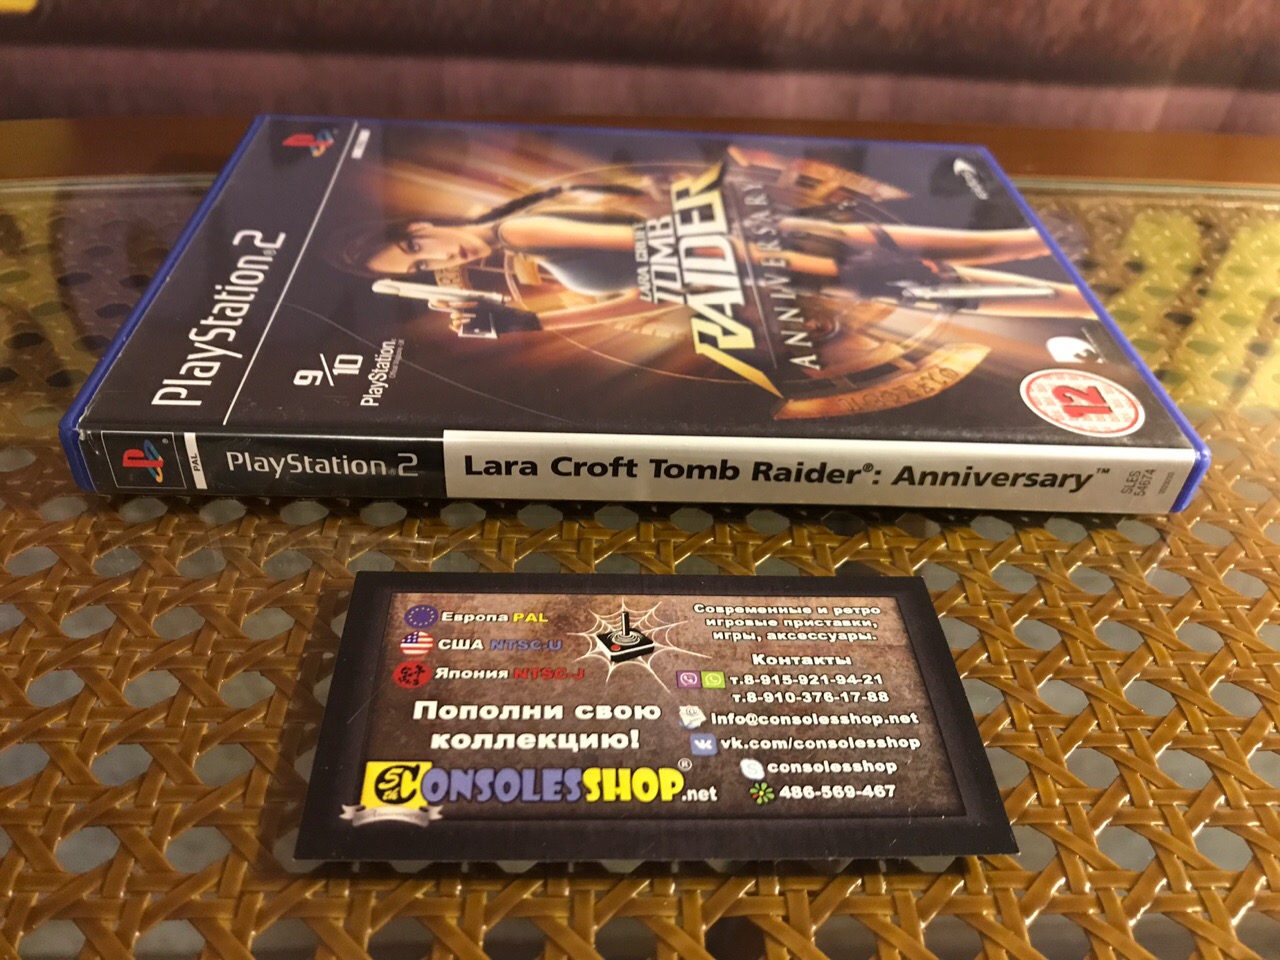 PlayStation®2
9/10
PlayStation
LARA CROFT
TOMB
RAIDER
ANNIVERSARY
eidos
12
PAL
PlayStation®2
Lara Croft Tomb Raider®: Anniversary™
SLES
54674
Европа PAL
США NTSC-U
Япония NTSC-J
Пополни свою
коллекцию!
CONSOLESSHOP®.net
Современные и ретро
игровые приставки,
игры, аксессуары.
Контакты
т.8-915-921-94-21
т.8-910-376-17-88
info@consolesshop.net
vk.com/consolesshop
consolesshop
486-569-467